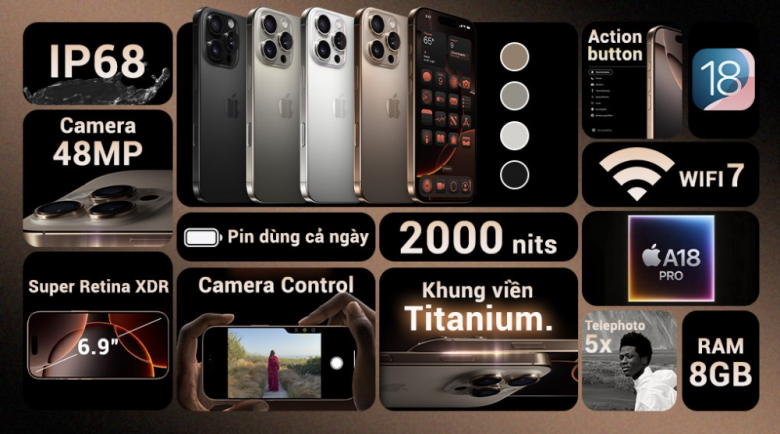 IP68
Action
button
18
Camera
48MP
WIFI 7
Pin dùng cả ngày
2000 nits
A18
PRO
Super Retina XDR
6.9"
Camera Control
Khung viền
Titanium.
Telephoto
5x
RAM
8GB